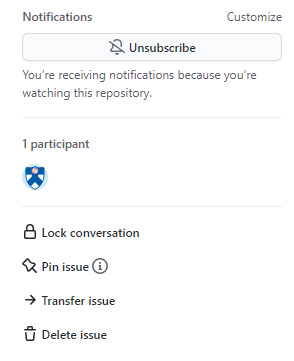 Notifications
Customize
Unsubscribe
You're receiving notifications because you're
watching this repository.
1 participant
Lock conversation
Pin issue
Transfer issue
Delete issue